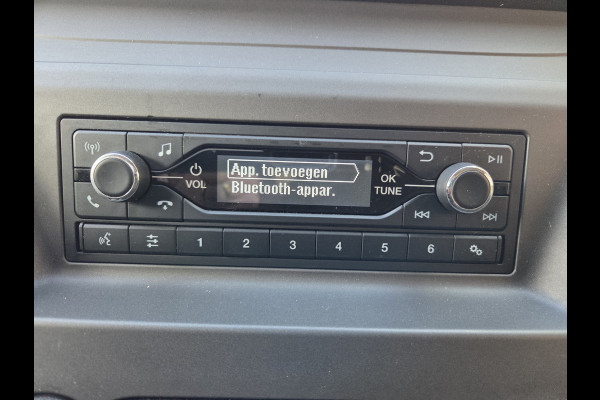 App. toevoegen
Bluetooth-appar.
VOL
OK
TUNE
1 2 3 4 5 6